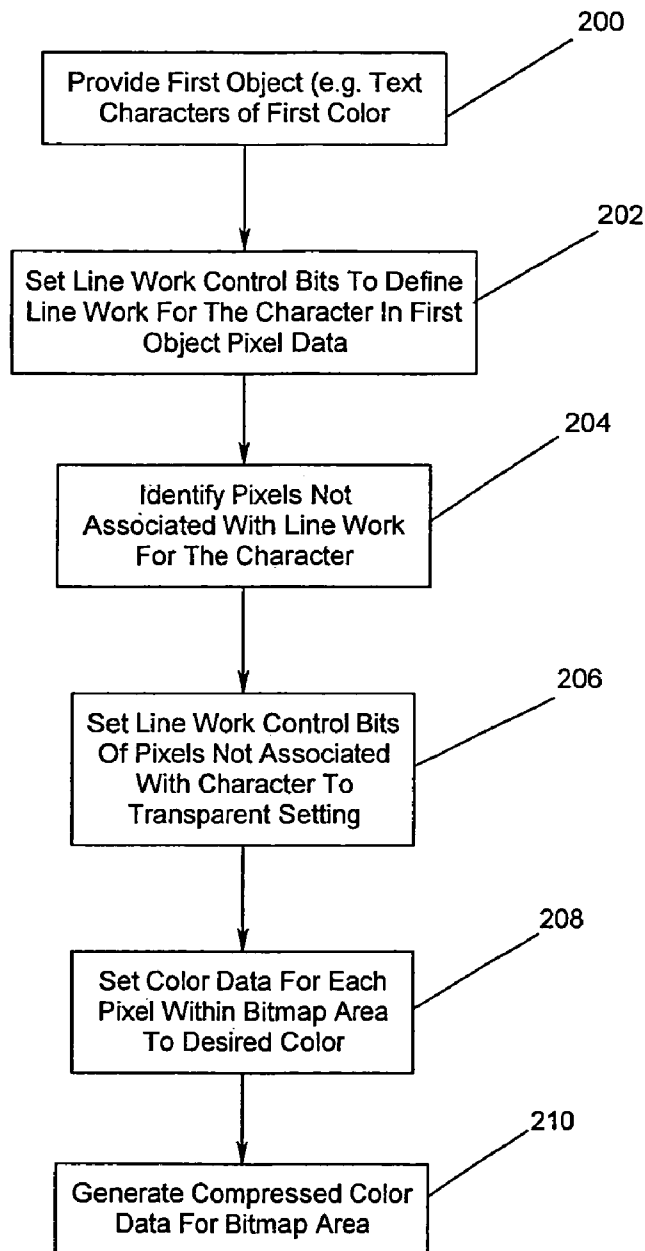 200
Provide First Object (e.g. Text
Characters of First Color
202
Set Line Work Control Bits To Define
Line Work For The Character In First
Object Pixel Data
204
Identify Pixels Not
Associated With Line Work
For The Character
206
Set Line Work Control Bits
Of Pixels Not Associated
With Character To
Transparent Setting
208
Set Color Data For Each
Pixel Within Bitmap Area
To Desired Color
210
Generate Compressed Color
Data For Bitmap Area